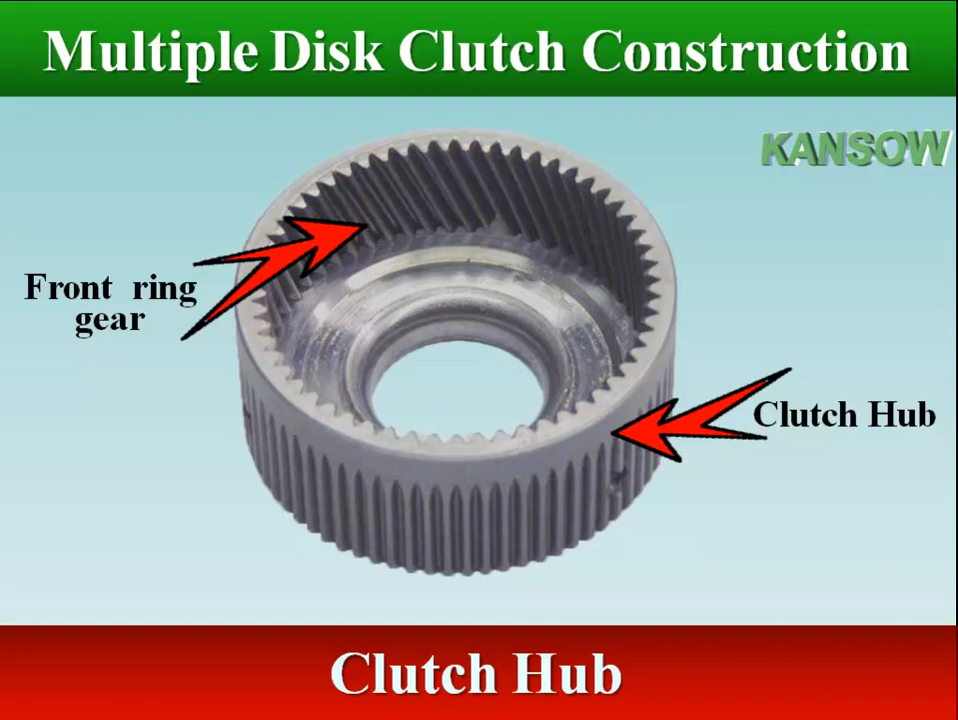 Multiple Disk Clutch Construction
KANSOW
Front ring
gear
Clutch Hub
Clutch Hub